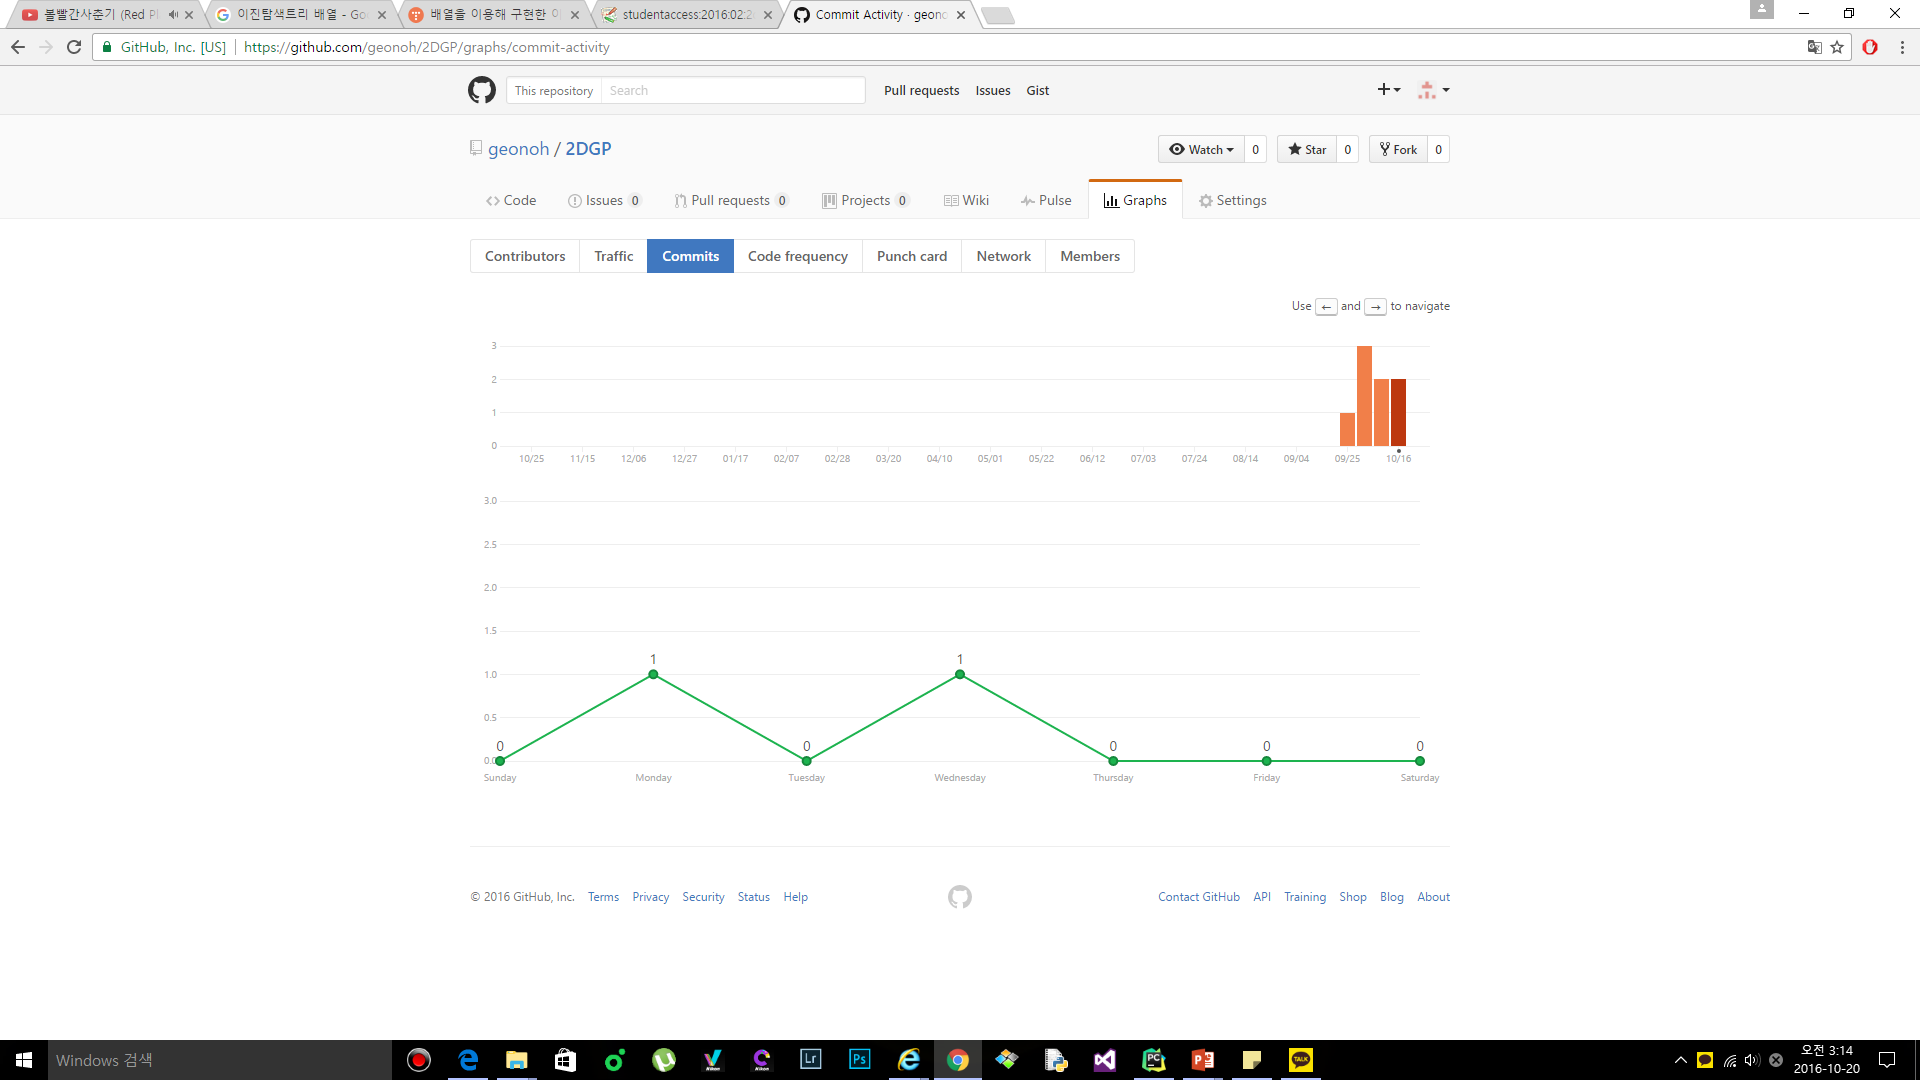 볼빨간사춘기 (Red Pl
이진탐색트리 배열 - Go
배열을 이용해 구현한 이
studentaccess:2016:02:2
Commit Activity · geono
GitHub, Inc. [US] https://github.com/geonoh/2DGP/graphs/commit-activity
This repository Search Pull requests Issues Gist
geonoh / 2DGP
Watch 0 Star 0 Fork 0
Code Issues 0 Pull requests 0 Projects 0 Wiki Pulse Graphs Settings
Contributors Traffic Commits Code frequency Punch card Network Members
Use ← and → to navigate
3
2
1
0
10/25 11/15 12/06 12/27 01/17 02/07 02/28 03/20 04/10 05/01 05/22 06/12 07/03 07/24 08/14 09/04 09/25 10/16
3.0
2.5
2.0
1.5
1 1
1.0
0.5
0 0 0 0 0
0.0
Sunday Monday Tuesday Wednesday Thursday Friday Saturday
© 2016 GitHub, Inc. Terms Privacy Security Status Help
Contact GitHub API Training Shop Blog About
Windows 검색
Lr Ps
PC
TALK
오전 3:14
2016-10-20